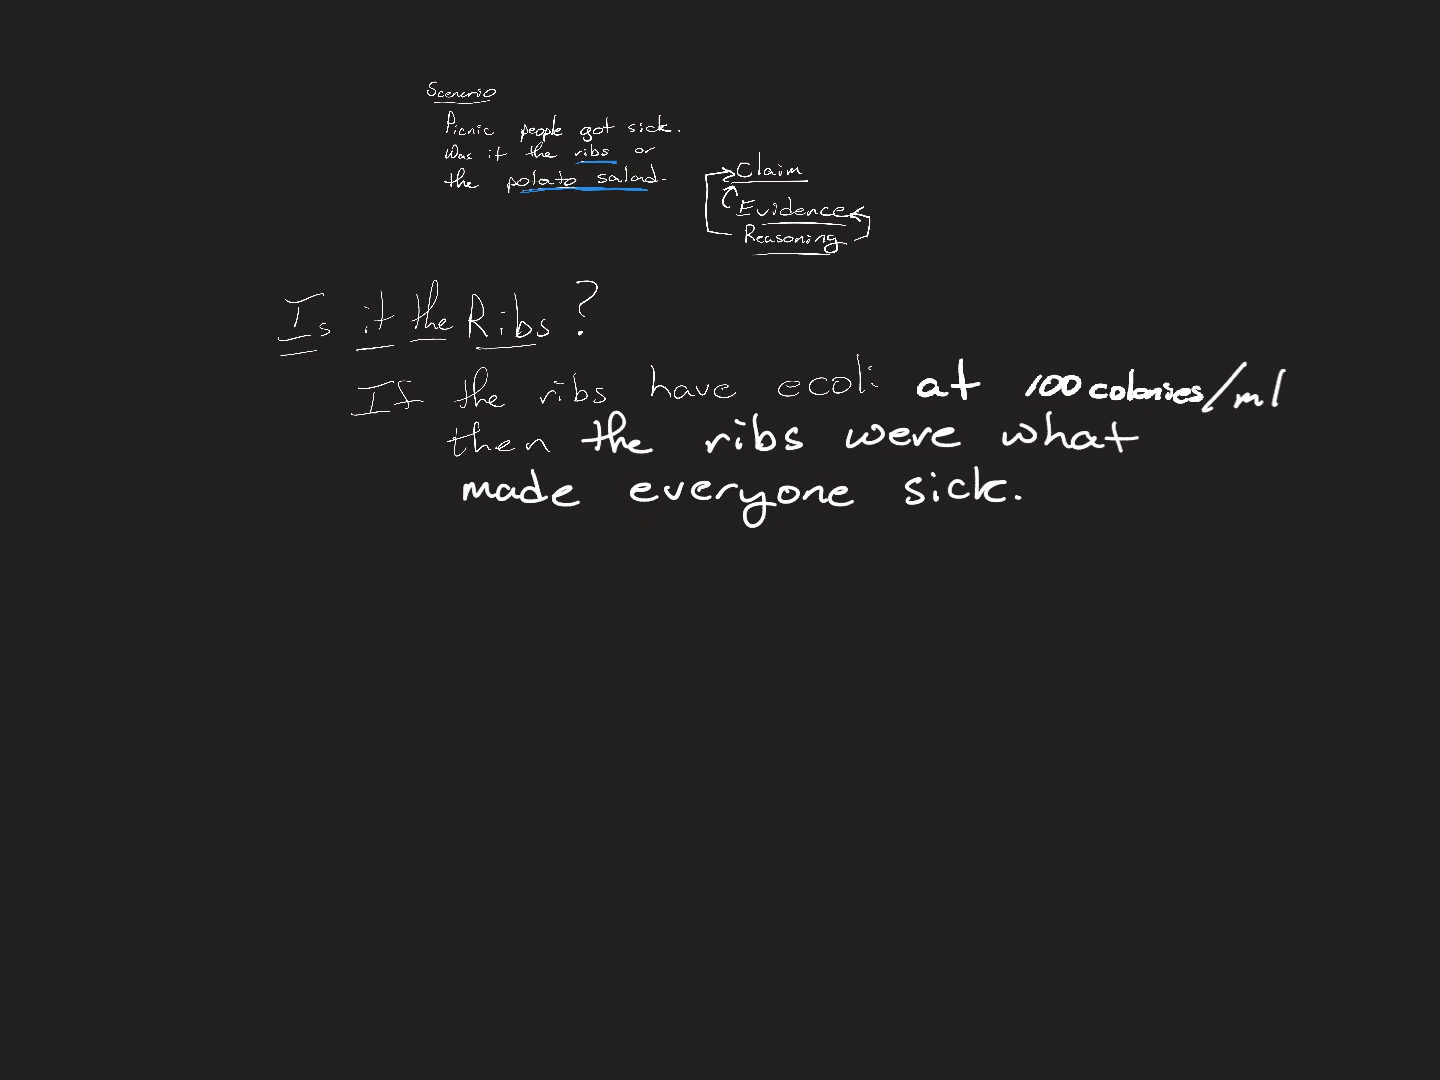 Scenario
Picnic people got sick.
Was it the ribs or
the potato salad.
Claim
Evidence
Reasoning
Is it the Ribs?
If the ribs have ecoli at 100 colonies/ml
then the ribs were what
made everyone sick.